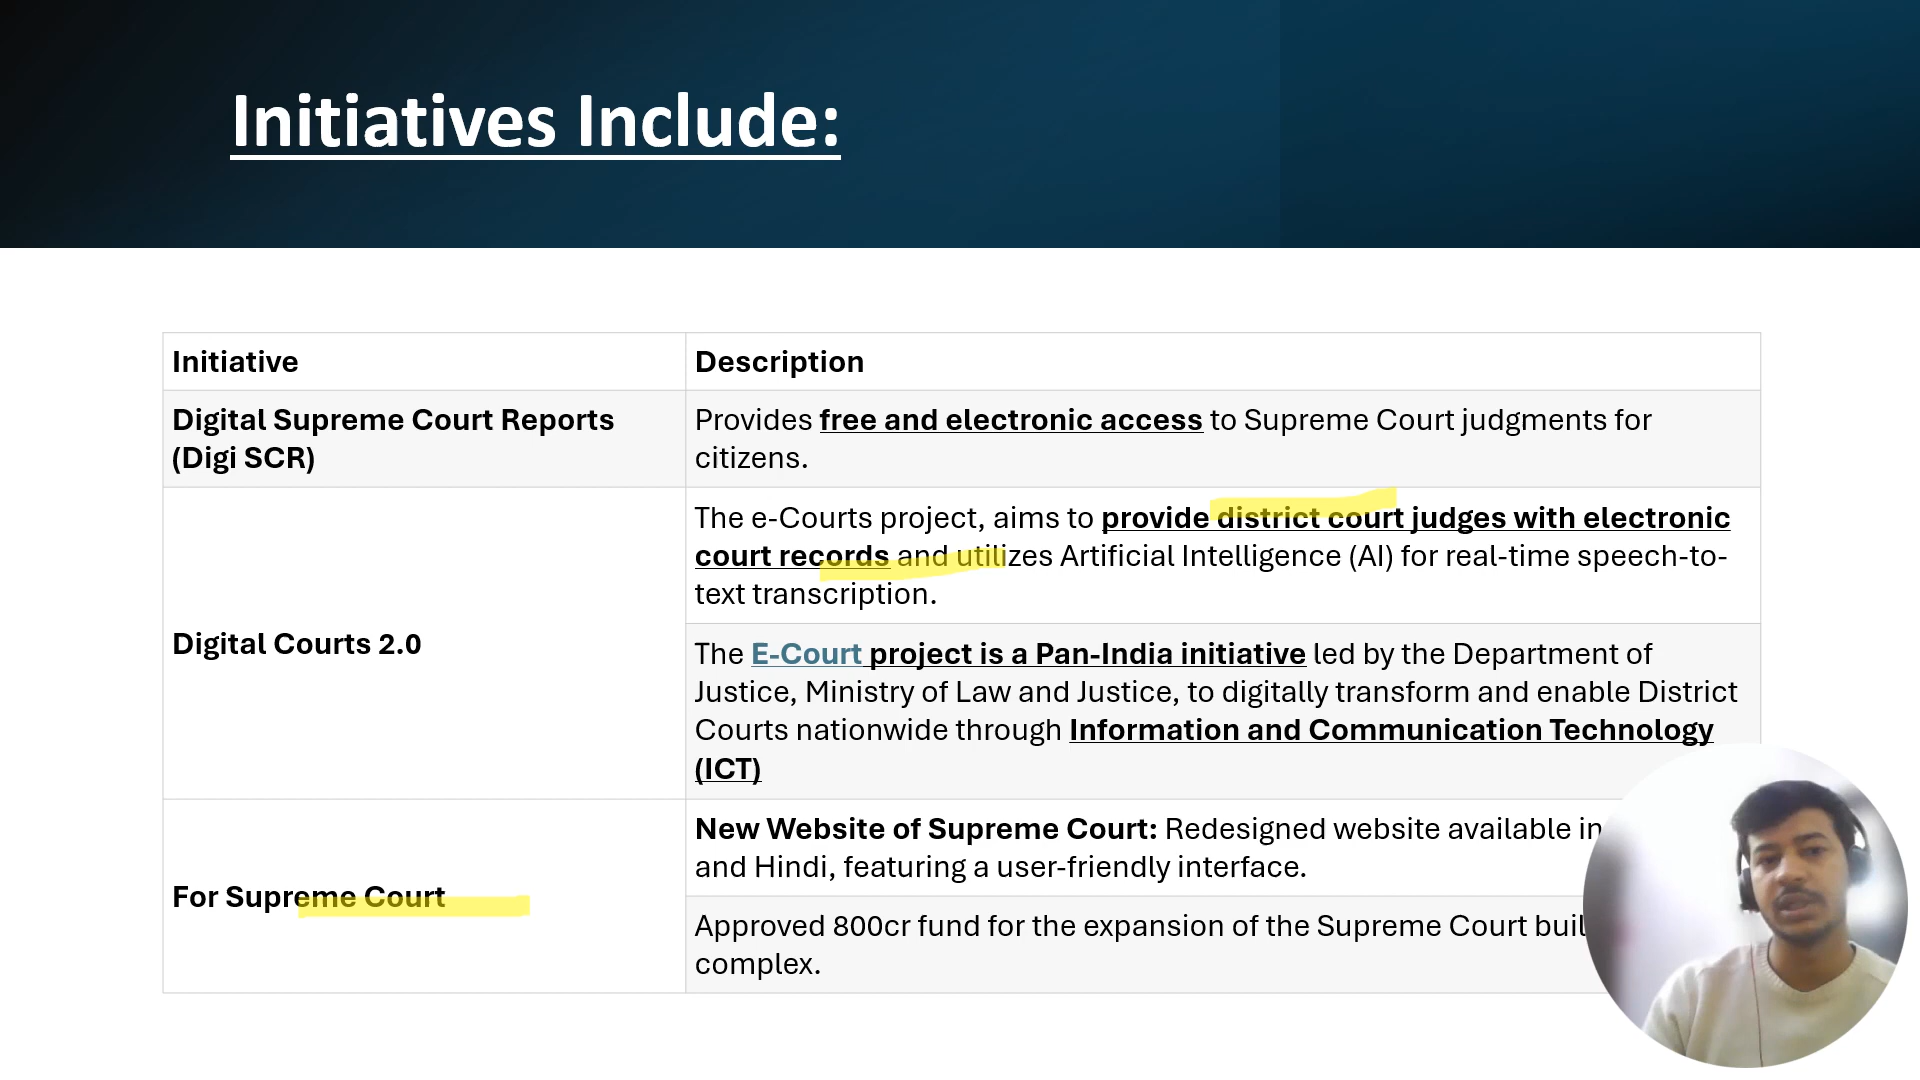 Initiatives Include:
Initiative
Description
Digital Supreme Court Reports
(Digi SCR)
Provides free and electronic access to Supreme Court judgments for
citizens.
Digital Courts 2.0
The e-Courts project, aims to provide district court judges with electronic
court records and utilizes Artificial Intelligence (AI) for real-time speech-to-
text transcription.
The E-Court project is a Pan-India initiative led by the Department of
Justice, Ministry of Law and Justice, to digitally transform and enable District
Courts nationwide through Information and Communication Technology
(ICT)
For Supreme Court
New Website of Supreme Court: Redesigned website available in
and Hindi, featuring a user-friendly interface.
Approved 800cr fund for the expansion of the Supreme Court
complex.